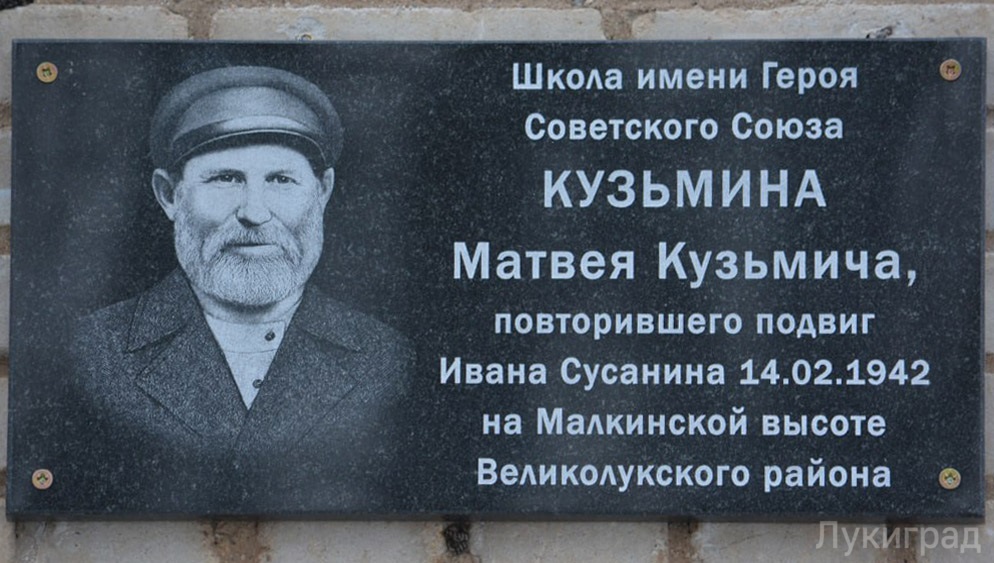 Школа имени Героя
Советского Союза
КУЗЬМИНА
Матвея Кузьмича,
повторившего подвиг
Ивана Сусанина 14.02.1942
на Малкинской высоте
Великолукского района
Лукиград